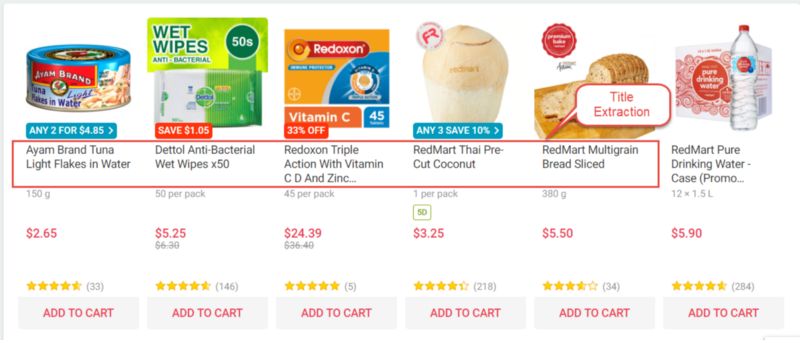 AYAM BRAND
Tuna
Flakes in Water
Light
ANY 2 FOR $4.85 >
Ayam Brand Tuna
Light Flakes in Water
150 g
$2.65
(33)
ADD TO CART
WET
WIPES
ANTI - BACTERIAL
50s
Dettol
SAVE $1.05
Dettol Anti-Bacterial
Wet Wipes x50
50 per pack
$5.25
$6.30
(146)
ADD TO CART
Redoxon
Vitamin C
45
33% OFF
Redoxon Triple
Action With Vitamin
C D And Zinc...
45 per pack
$24.39
$36.40
(5)
ADD TO CART
redmart
ANY 3 SAVE 10% >
RedMart Thai Pre-
Cut Coconut
1 per pack
5D
$3.25
(218)
ADD TO CART
premium
bake
Title
Extraction
RedMart Multigrain
Bread Sliced
380 g
$5.50
(34)
ADD TO CART
pure
drinking
water
RedMart Pure
Drinking Water -
Case (Promo...
12 × 1.5 L
$5.90
(284)
ADD TO CART